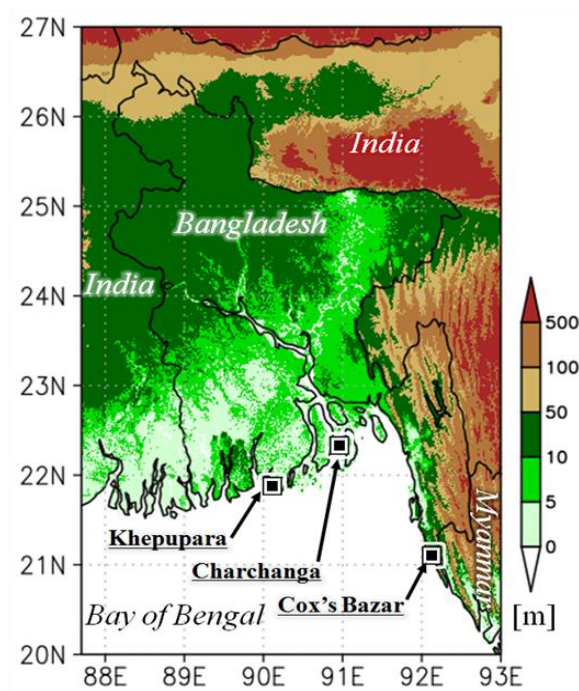 27N
26N
25N
24N
23N
22N
21N
20N
India
Bangladesh
India
Khepupara
Charchanga
Cox's Bazar
Myanmar
Bay of Bengal
88E 89E 90E 91E 92E 93E
500
100
50
10
5
0
[m]